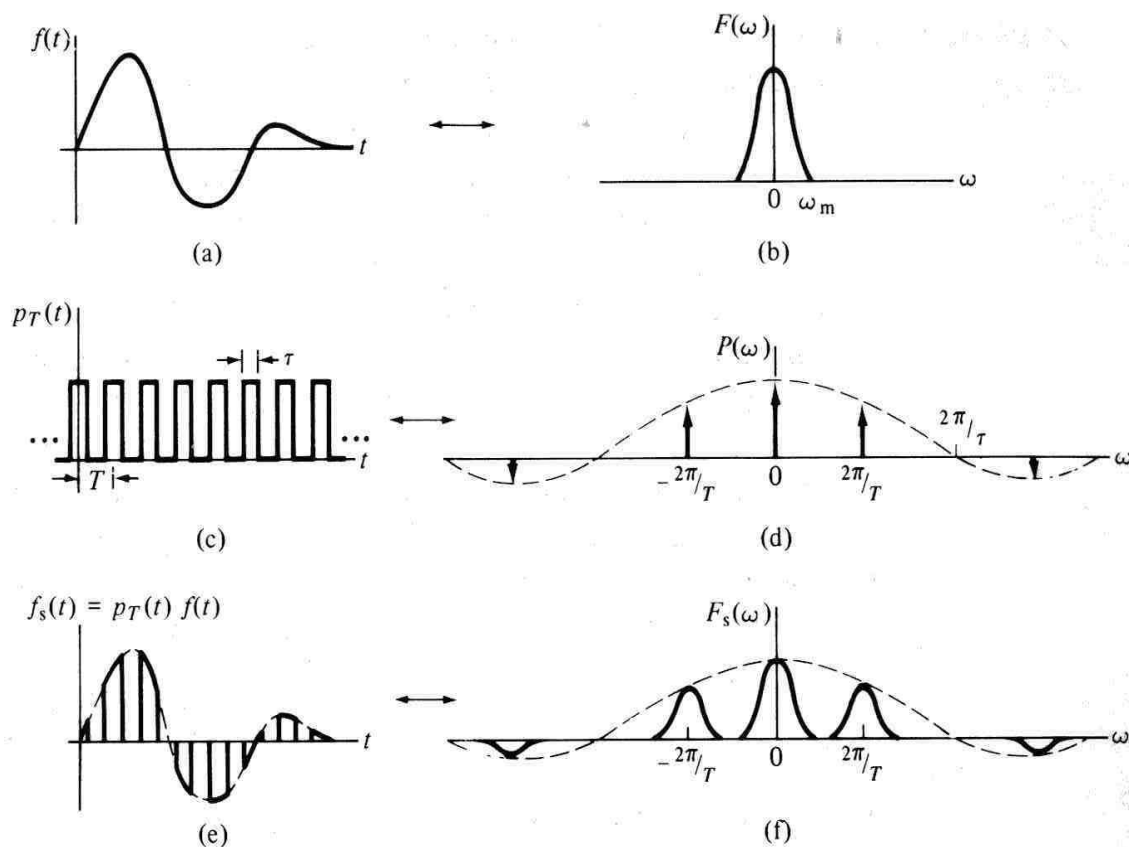 f(t)
t
(a)
F(ω)
0 ω_m
ω
(b)
p_T(t)
τ
...
...
T
t
(c)
P(ω)
2π/τ
-2π/T
0
2π/T
ω
(d)
f_s(t) = p_T(t) f(t)
t
(e)
F_s(ω)
-2π/T
0
2π/T
ω
(f)